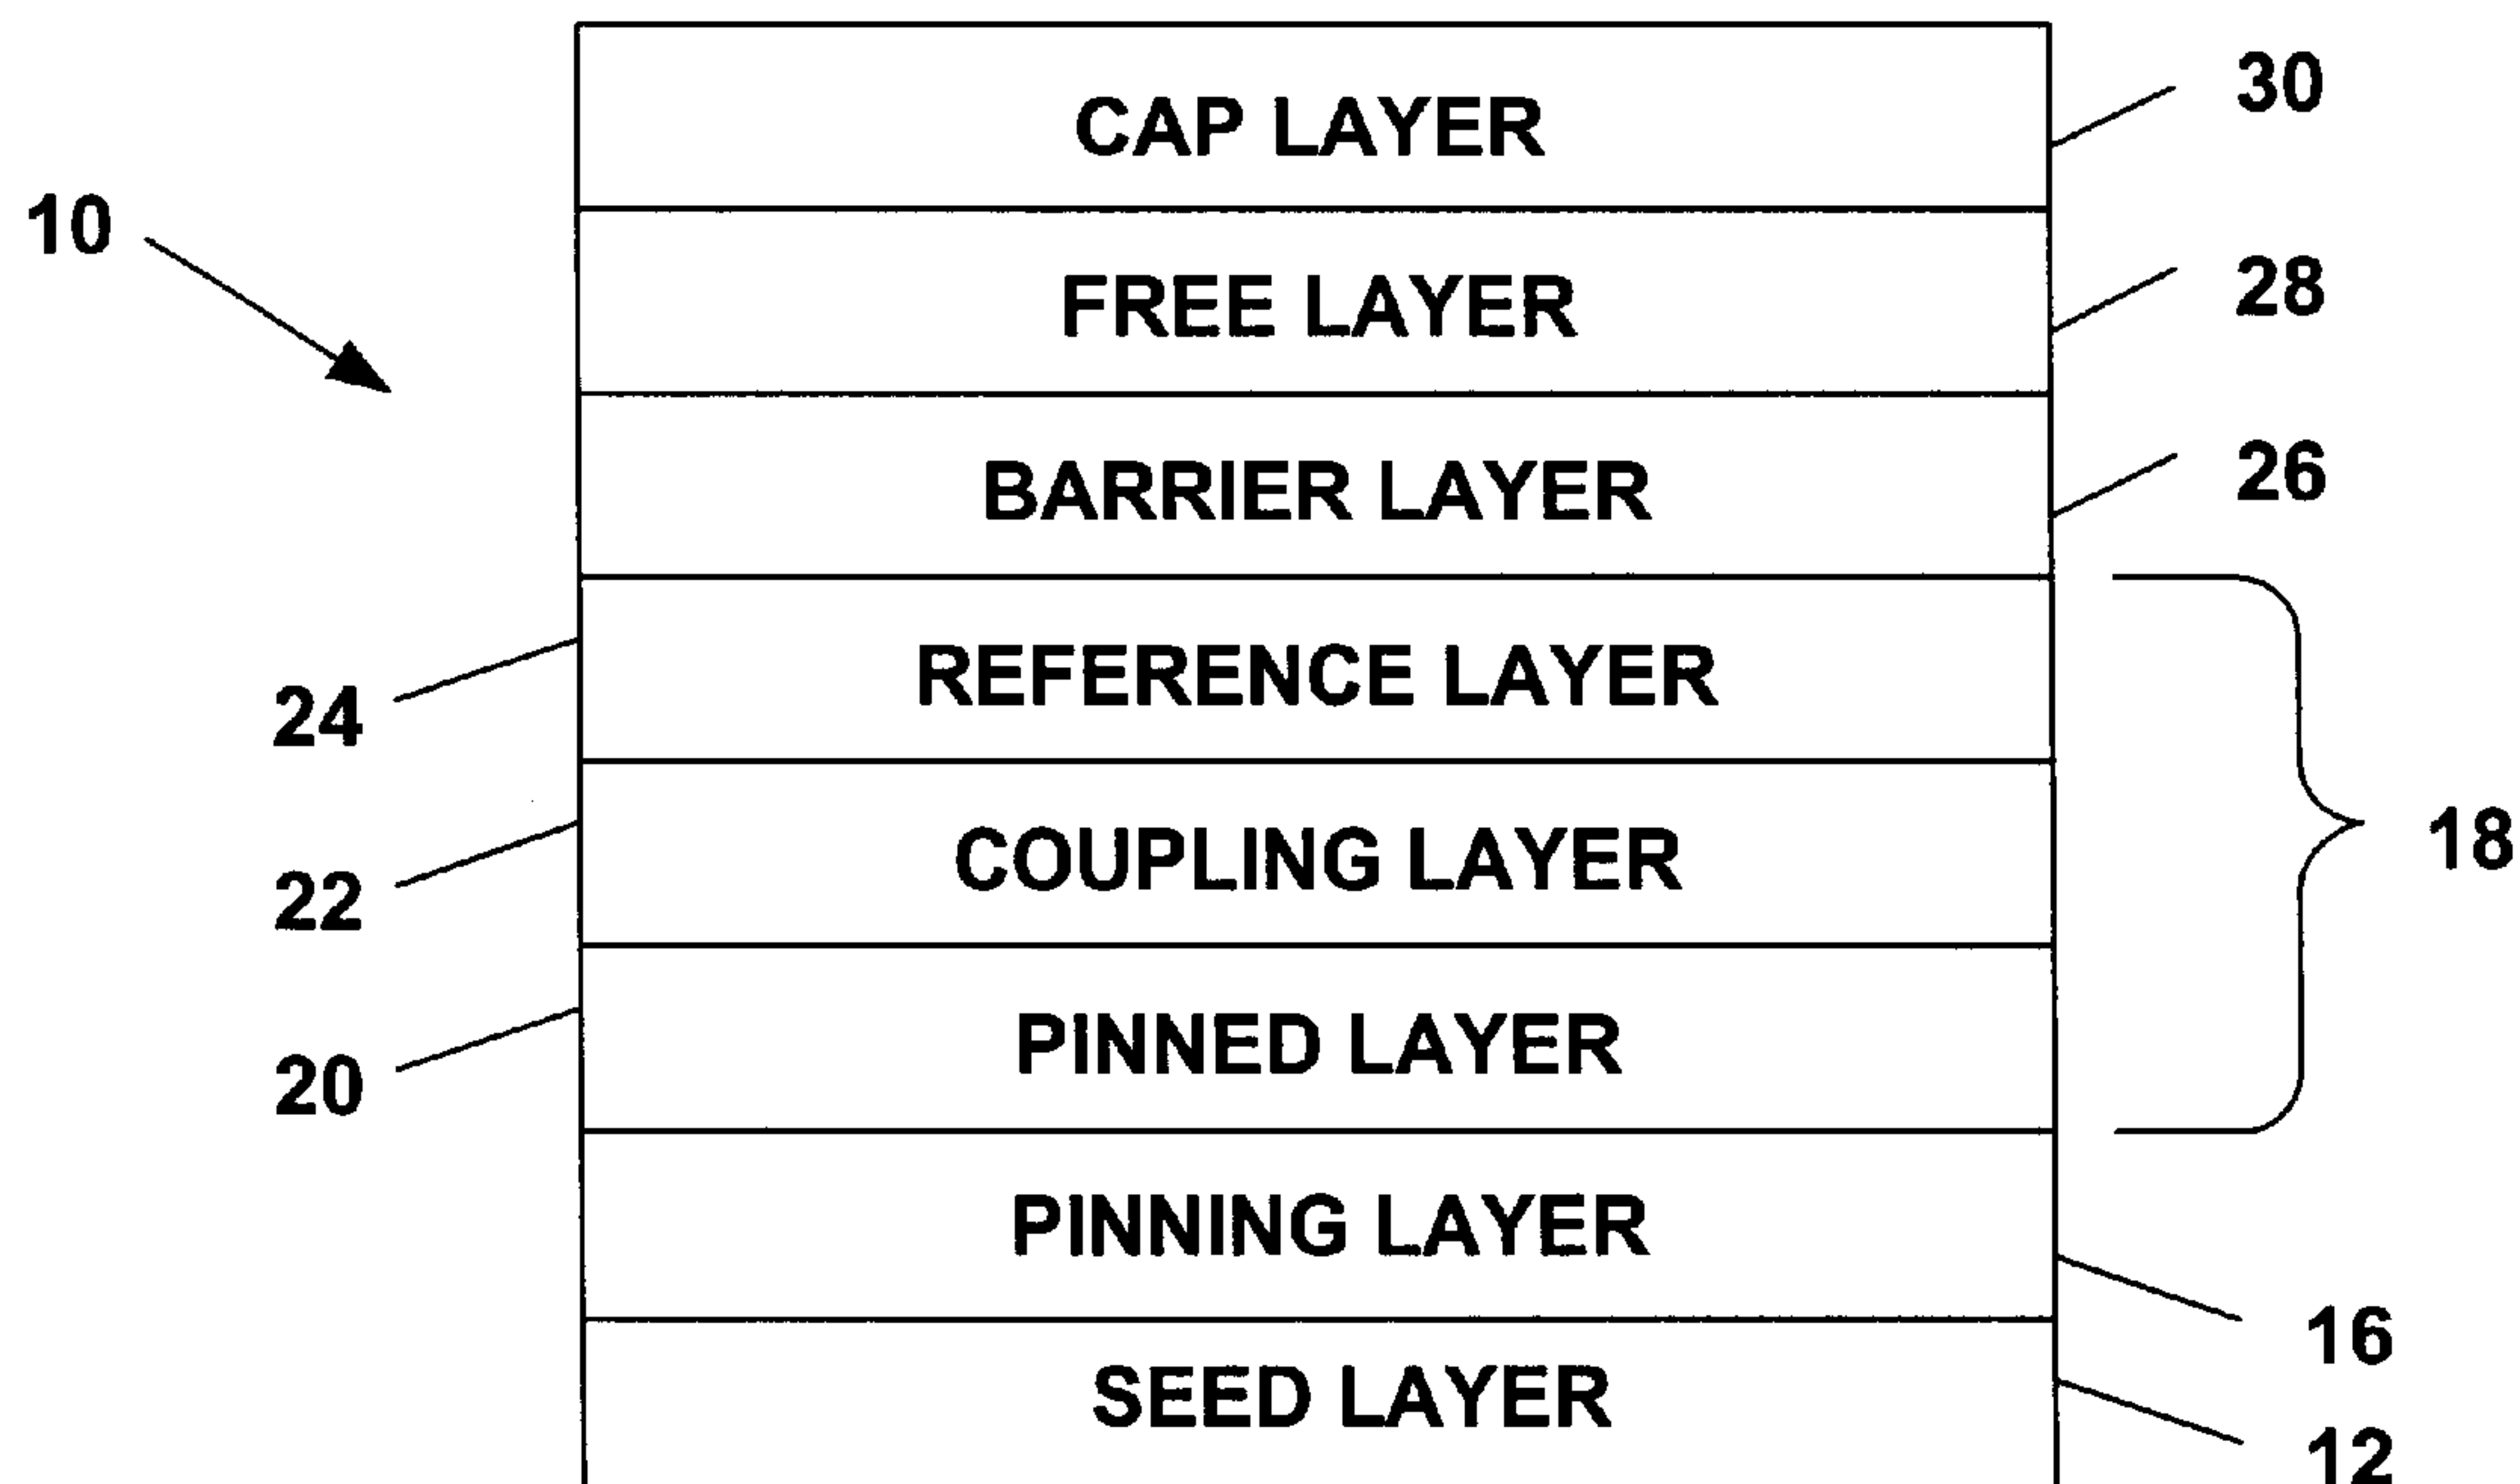 CAP LAYER
30
10
FREE LAYER
28
BARRIER LAYER
26
REFERENCE LAYER
24
COUPLING LAYER
18
22
PINNED LAYER
20
PINNING LAYER
16
SEED LAYER
12